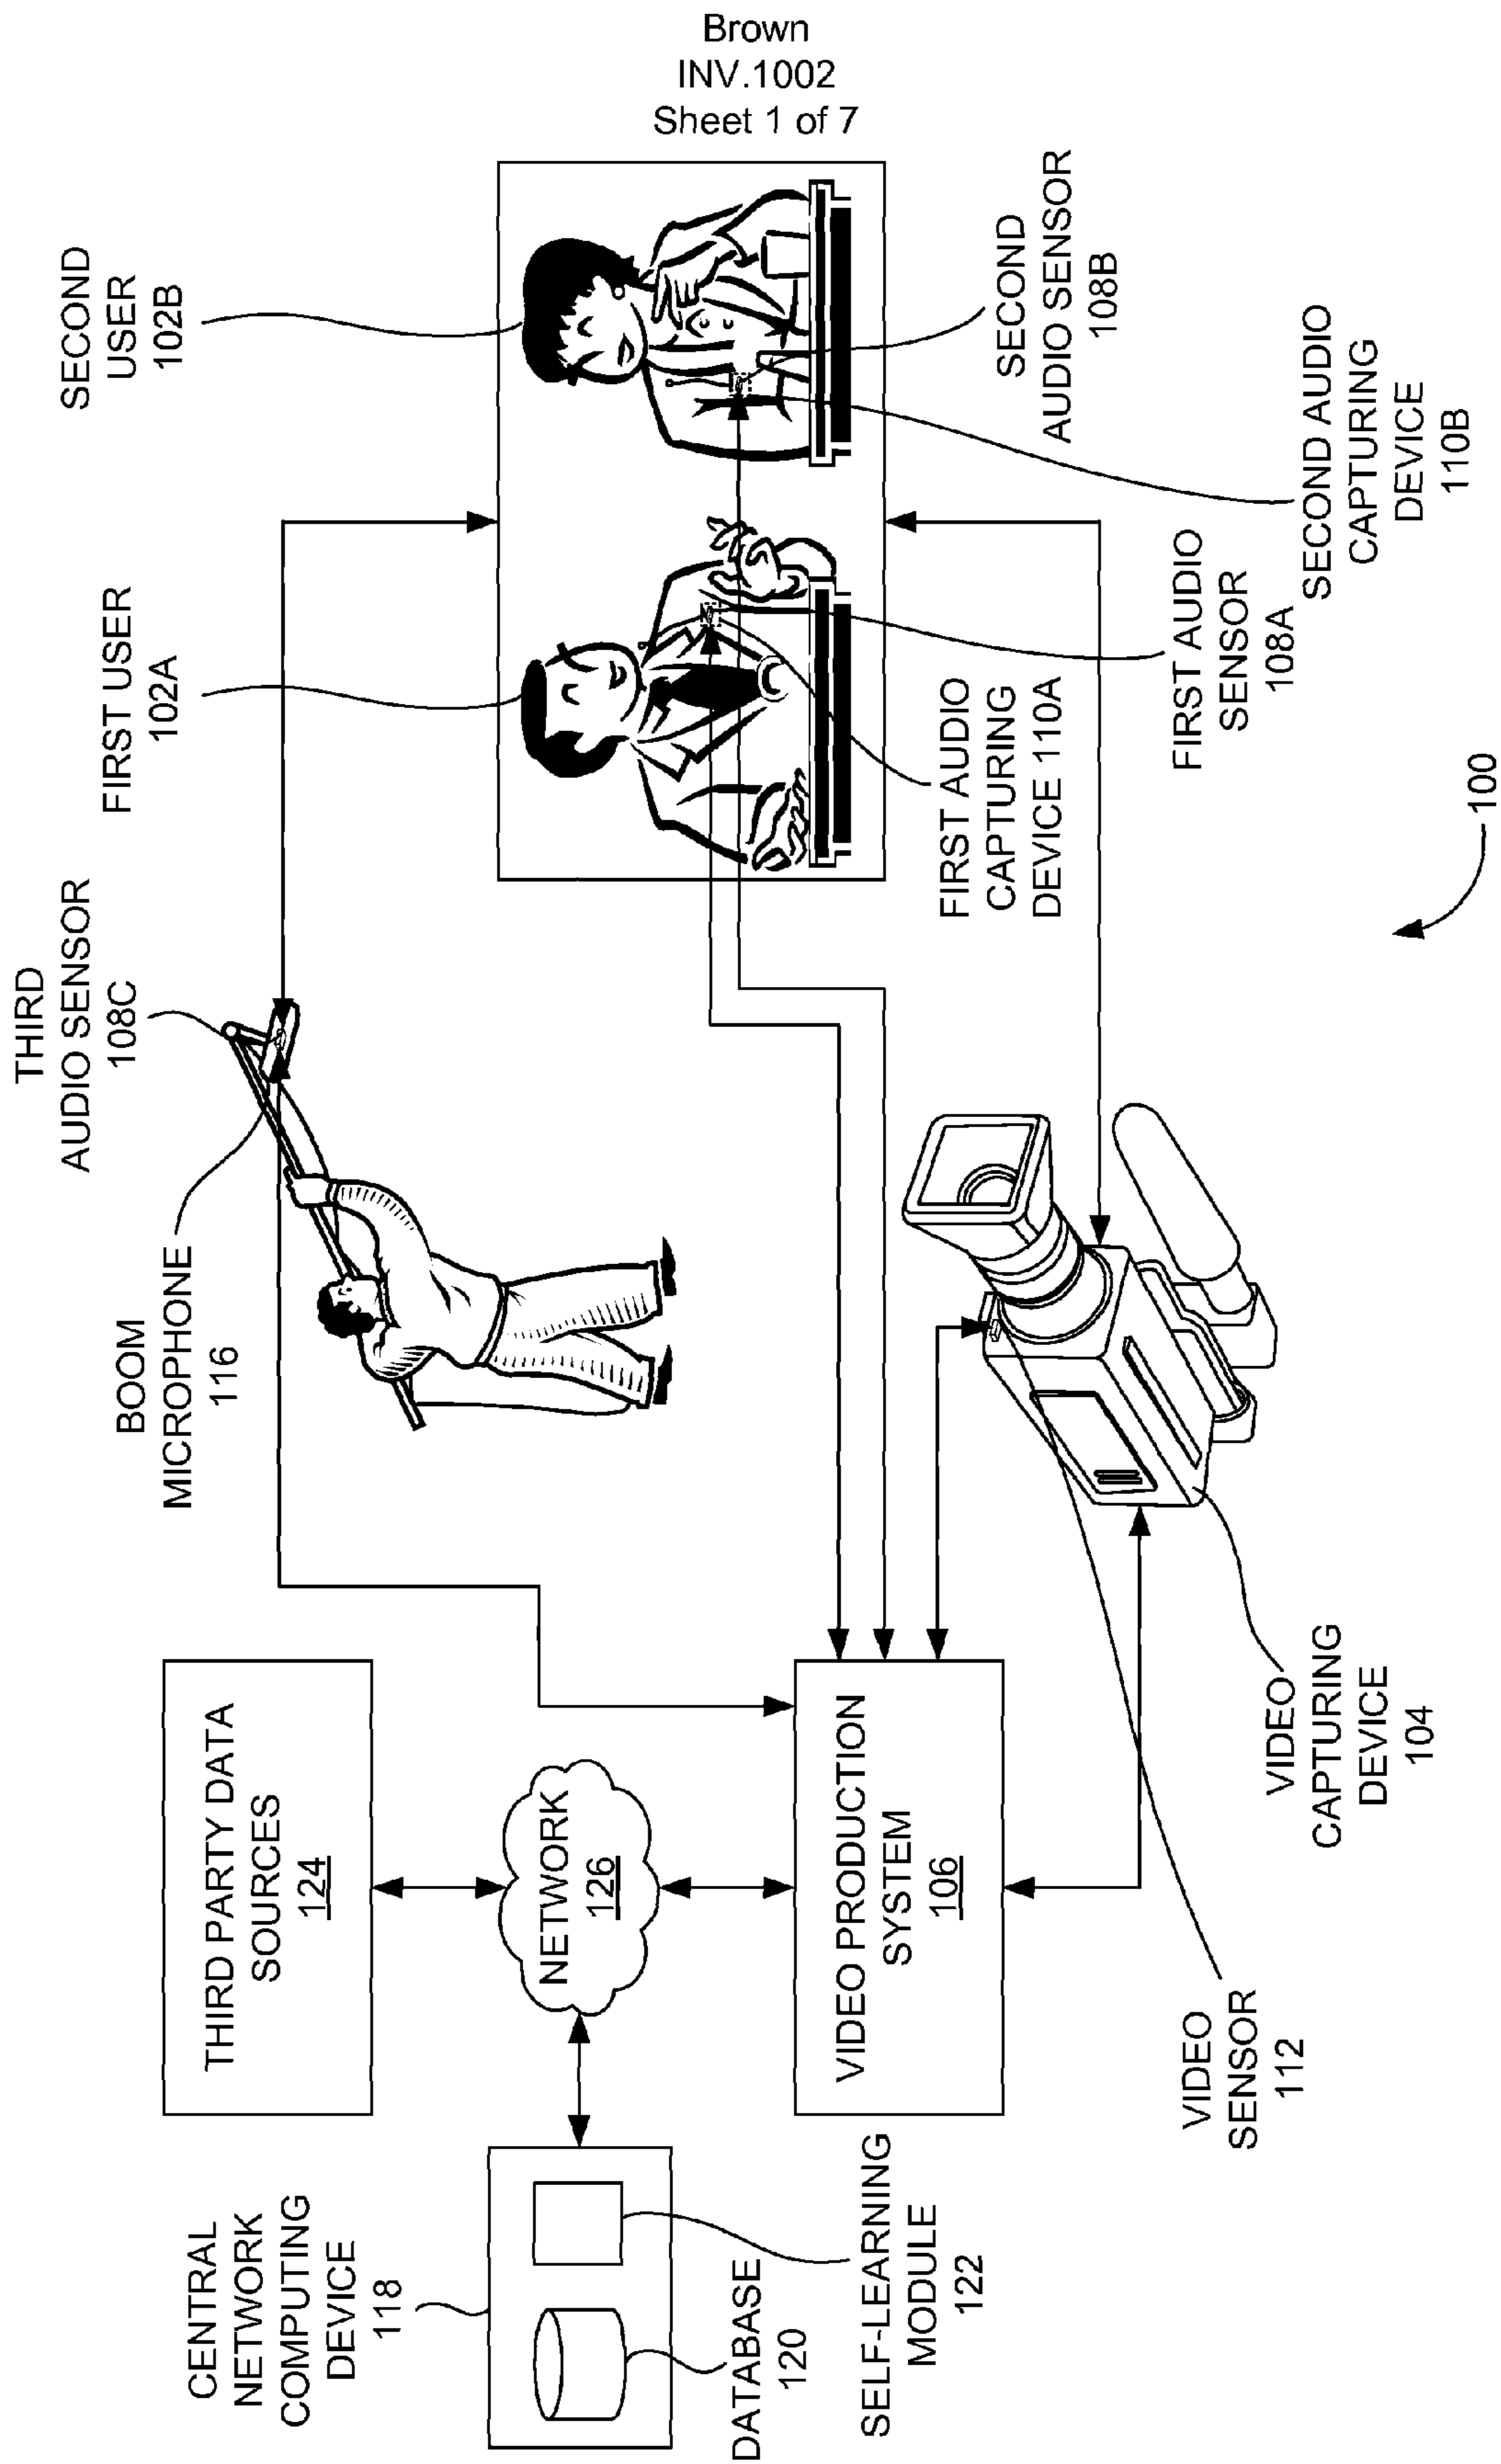 Brown
INV.1002
Sheet 1 of 7
CENTRAL
NETWORK
COMPUTING
DEVICE
118
DATABASE
120
SELF-LEARNING
MODULE
122
THIRD PARTY DATA
SOURCES
124
NETWORK
126
VIDEO PRODUCTION
SYSTEM
106
VIDEO
SENSOR
112
VIDEO
CAPTURING
DEVICE
104
BOOM
MICROPHONE
116
THIRD
AUDIO SENSOR
108C
FIRST USER
102A
SECOND
USER
102B
FIRST AUDIO
CAPTURING
DEVICE 110A
FIRST AUDIO
SENSOR
108A
SECOND
AUDIO SENSOR
108B
SECOND AUDIO
CAPTURING
DEVICE
110B
100